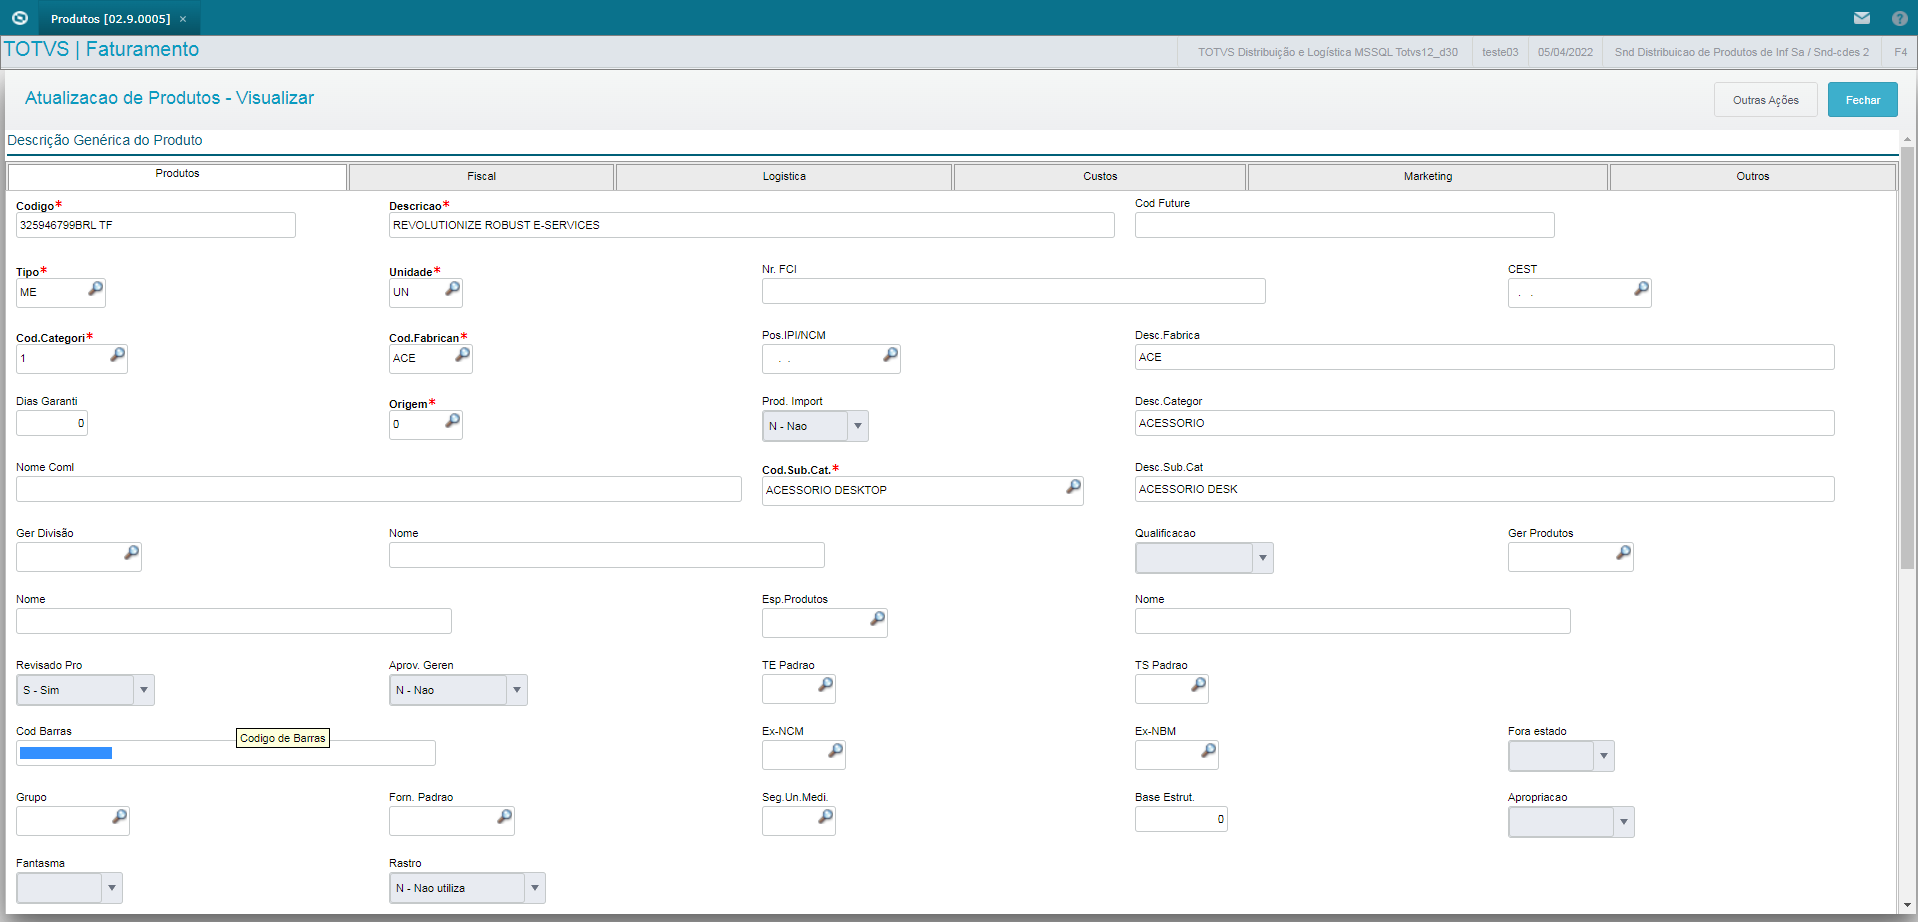 Produtos [02.9.0005] ×
TOTVS | Faturamento
TOTVS Distribuição e Logística MSSQL Totvs12_d30
teste03
05/04/2022
Snd Distribuicao de Produtos de Inf Sa / Snd-cdes 2
F4
Atualizacao de Produtos - Visualizar
Outras Ações
Fechar
Descrição Genérica do Produto
Produtos
Fiscal
Logistica
Custos
Marketing
Outros
Codigo*
Descricao*
Cod Future
325946799BRL TF
REVOLUTIONIZE ROBUST E-SERVICES
Tipo*
Unidade*
Nr. FCI
CEST
ME
UN
. .
Cod.Categori*
Cod.Fabrican*
Pos.IPI/NCM
Desc.Fabrica
1
ACE
. .
ACE
Dias Garanti
Origem*
Prod. Import
Desc.Categor
0
0
N - Nao
ACESSORIO
Nome Coml
Cod.Sub.Cat.*
Desc.Sub.Cat
ACESSORIO DESKTOP
ACESSORIO DESK
Ger Divisão
Nome
Qualificacao
Ger Produtos
Nome
Esp.Produtos
Nome
Revisado Pro
Aprov. Geren
TE Padrao
TS Padrao
S - Sim
N - Nao
Cod Barras
Codigo de Barras
Ex-NCM
Ex-NBM
Fora estado
Grupo
Forn. Padrao
Seg.Un.Medi.
Base Estrut.
Apropriacao
0
Fantasma
Rastro
N - Nao utiliza